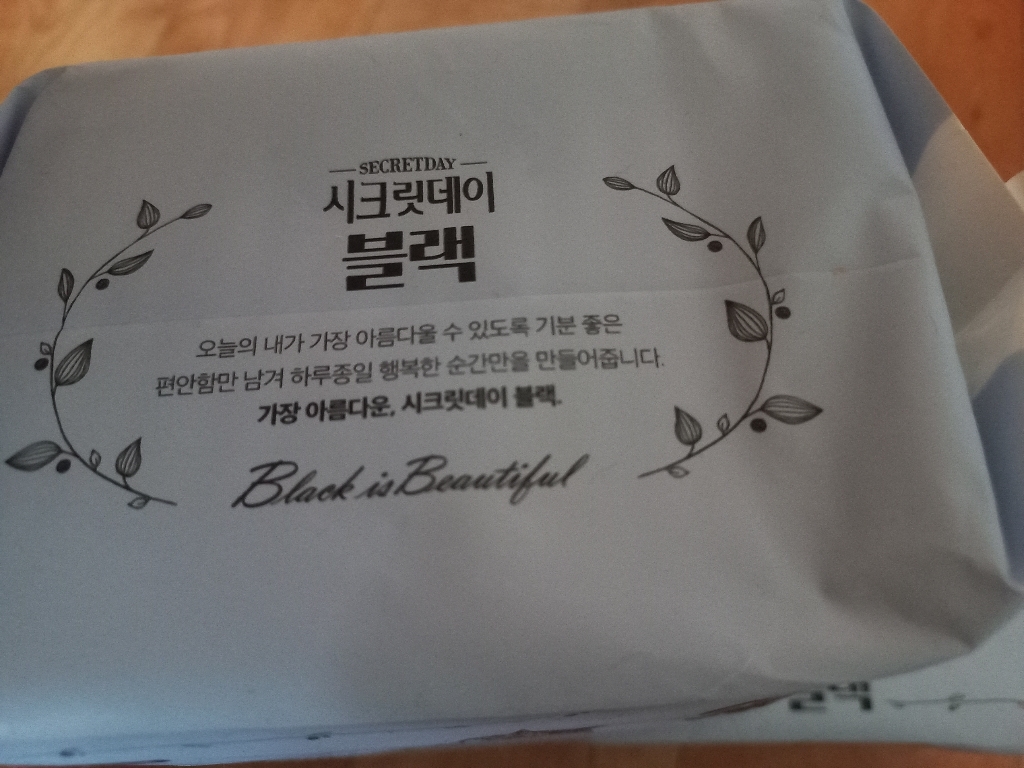 SECRETDAY
시크릿데이
블랙
오늘의 내가 가장 아름다울 수 있도록 기분 좋은
편안함만 남겨 하루종일 행복한 순간만을 만들어줍니다.
가장 아름다운, 시크릿데이 블랙.
Black is Beautiful
블랙